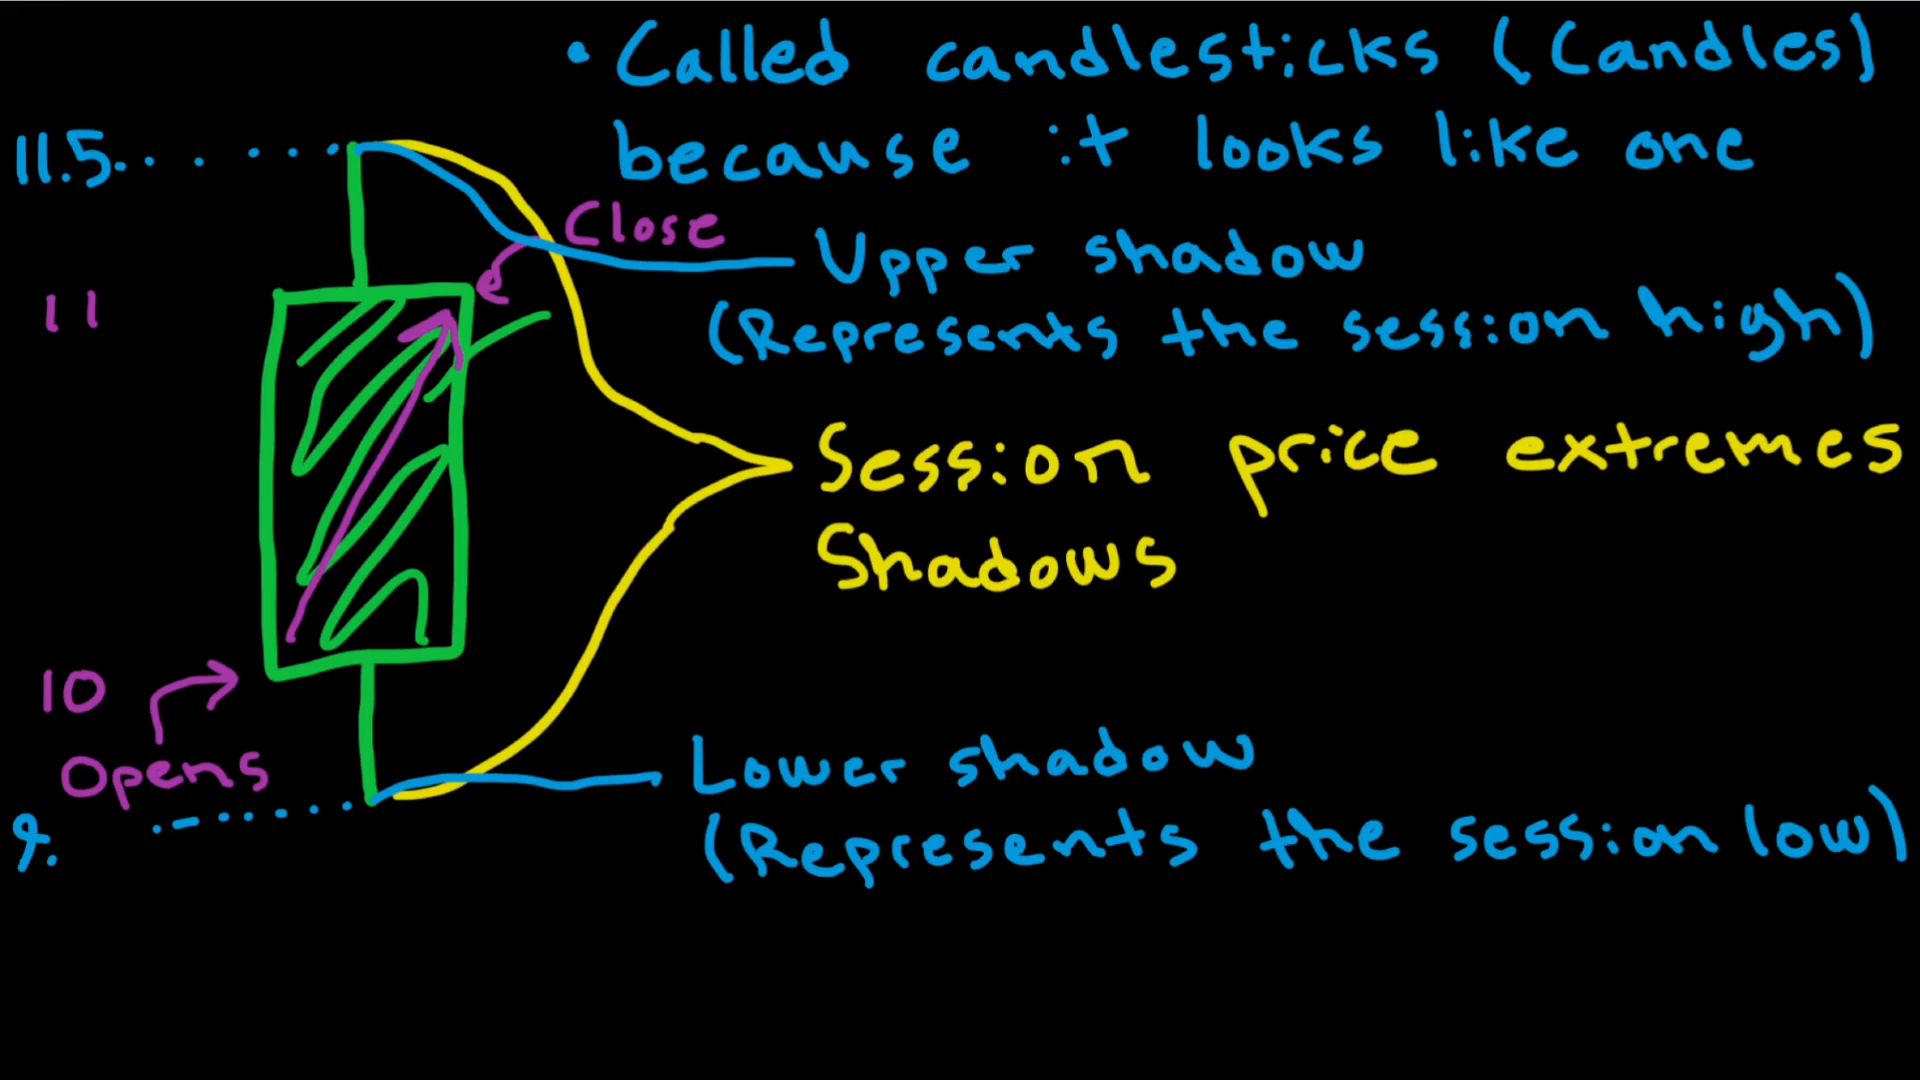 • Called candlesticks (Candles)
because it looks like one
11.5
Close
Upper shadow
(Represents the session high)
11
Session price extremes
Shadows
10
Opens
Lower shadow
(Represents the session low)
9.